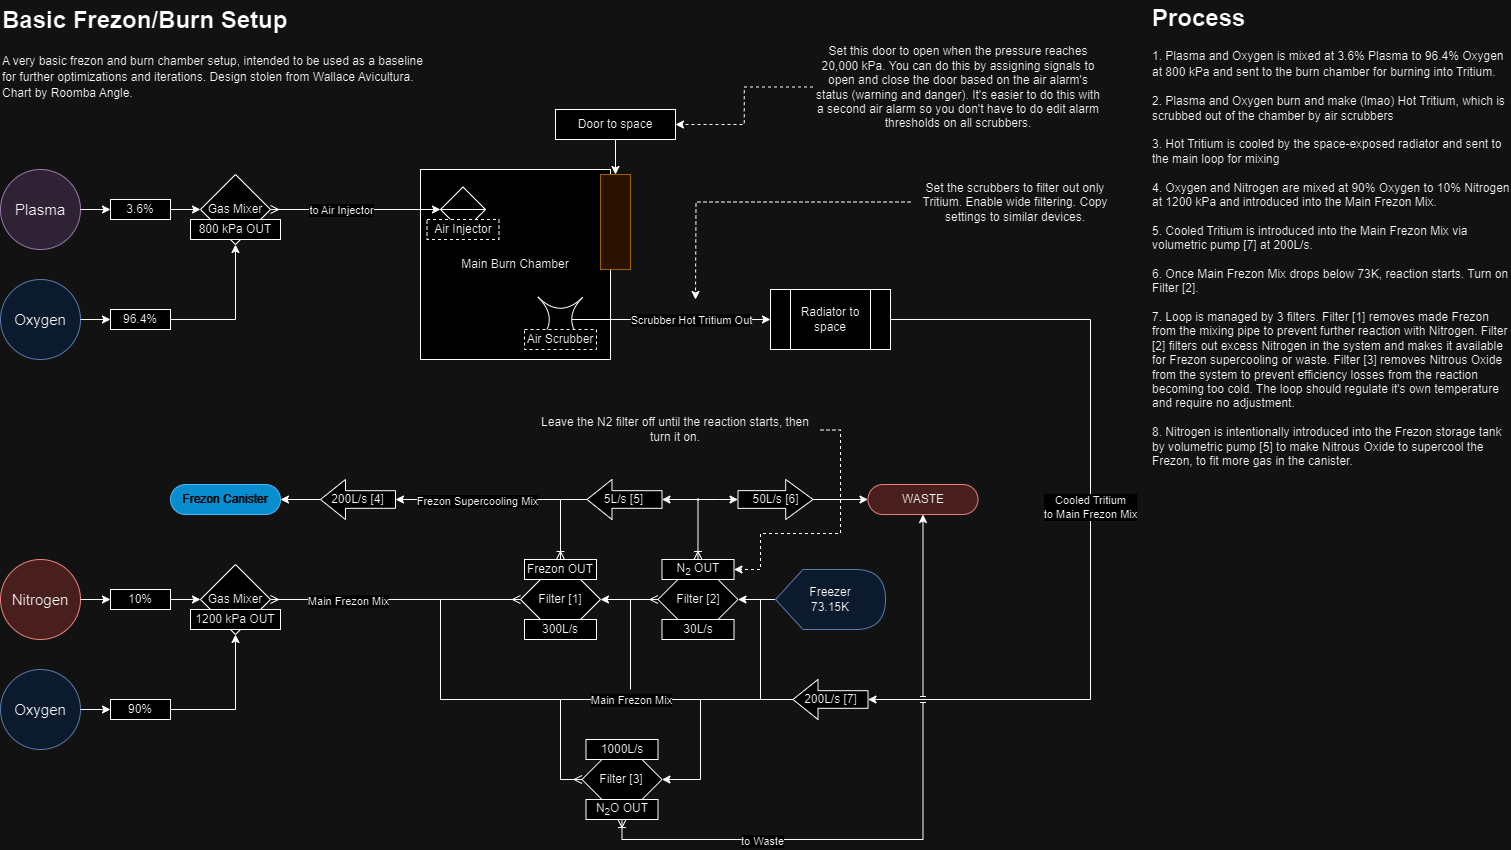 Basic Frezon/Burn Setup
A very basic frezon and burn chamber setup, intended to be used as a baseline
for further optimizations and iterations. Design stolen from Wallace Avicultura.
Chart by Roomba Angle.
Set this door to open when the pressure reaches
20,000 kPa. You can do this by assigning signals to
open and close the door based on the air alarm's
status (warning and danger). It's easier to do this with
a second air alarm so you don't have to do edit alarm
thresholds on all scrubbers.
Door to space
Plasma
3.6%
Gas Mixer
800 kPa OUT
to Air Injector
Air Injector
Main Burn Chamber
Set the scrubbers to filter out only
Tritium. Enable wide filtering. Copy
settings to similar devices.
Oxygen
96.4%
Air Scrubber
Scrubber Hot Tritium Out
Radiator to
space
Leave the N2 filter off until the reaction starts, then
turn it on.
Frezon Canister
200L/s [4]
Frezon Supercooling Mix
5L/s [5]
50L/s [6]
WASTE
Cooled Tritium
to Main Frezon Mix
Nitrogen
10%
Gas Mixer
1200 kPa OUT
Main Frezon Mix
Frezon OUT
Filter [1]
300L/s
N2 OUT
Filter [2]
30L/s
Freezer
73.15K
Oxygen
90%
Main Frezon Mix
200L/s [7]
1000L/s
Filter [3]
N2O OUT
to Waste
Process
1. Plasma and Oxygen is mixed at 3.6% Plasma to 96.4% Oxygen
at 800 kPa and sent to the burn chamber for burning into Tritium.
2. Plasma and Oxygen burn and make (lmao) Hot Tritium, which is
scrubbed out of the chamber by air scrubbers
3. Hot Tritium is cooled by the space-exposed radiator and sent to
the main loop for mixing
4. Oxygen and Nitrogen are mixed at 90% Oxygen to 10% Nitrogen
at 1200 kPa and introduced into the Main Frezon Mix.
5. Cooled Tritium is introduced into the Main Frezon Mix via
volumetric pump [7] at 200L/s.
6. Once Main Frezon Mix drops below 73K, reaction starts. Turn on
Filter [2].
7. Loop is managed by 3 filters. Filter [1] removes made Frezon
from the mixing pipe to prevent further reaction with Nitrogen. Filter
[2] filters out excess Nitrogen in the system and makes it available
for Frezon supercooling or waste. Filter [3] removes Nitrous Oxide
from the system to prevent efficiency losses from the reaction
becoming too cold. The loop should regulate it's own temperature
and require no adjustment.
8. Nitrogen is intentionally introduced into the Frezon storage tank
by volumetric pump [5] to make Nitrous Oxide to supercool the
Frezon, to fit more gas in the canister.